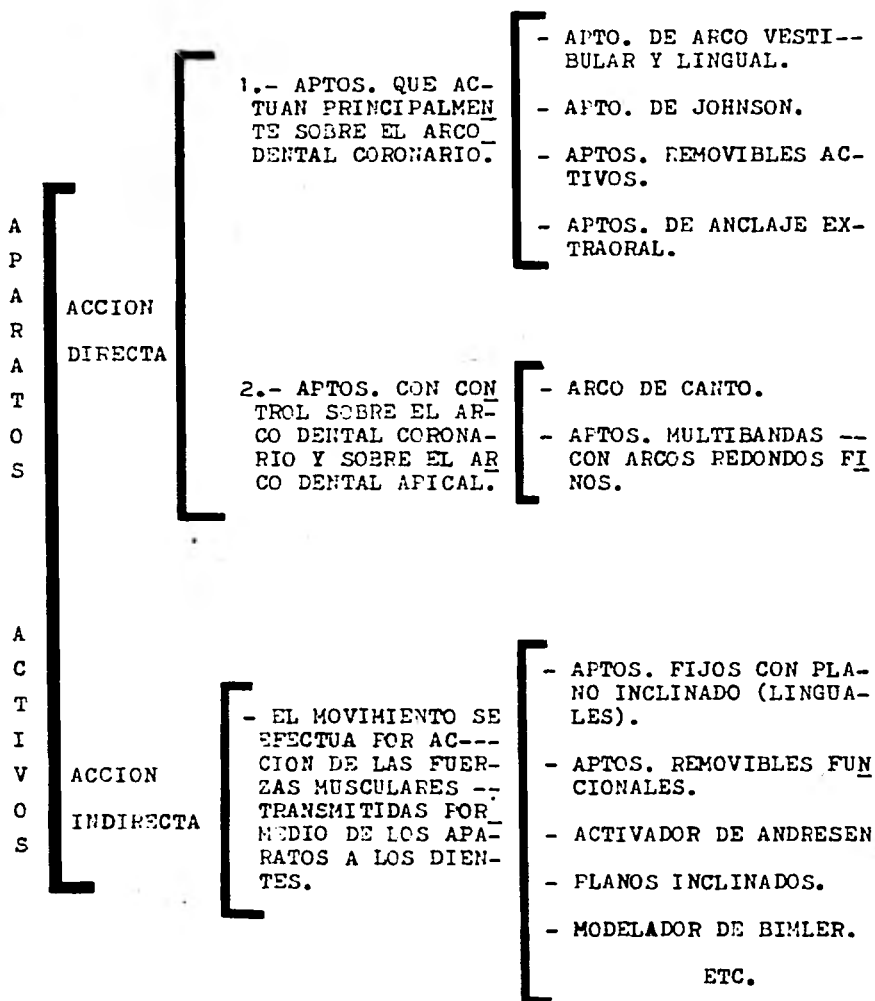 APARATOS ACTIVOS
ACCION
DIRECTA
1.- APTOS. QUE AC-
TUAN PRINCIPALMEN
TE SOBRE EL ARCO
DENTAL CORONARIO.
- APTO. DE ARCO VESTI--
BULAR Y LINGUAL.
- APTO. DE JOHNSON.
- APTOS. REMOVIBLES AC-
TIVOS.
- APTOS. DE ANCLAJE EX-
TRAORAL.
2.- APTOS. CON CON
TROL SOBRE EL AR-
CO DENTAL CORONA-
RIO Y SOBRE EL AR
CO DENTAL APICAL.
- ARCO DE CANTO.
- APTOS. MULTIBANDAS --
CON ARCOS REDONDOS FI
NOS.
ACCION
INDIRECTA
- EL MOVIMIENTO SE
EFECTUA POR AC---
CION DE LAS FUER-
ZAS MUSCULARES --
TRANSMITIDAS POR
MEDIO DE LOS APA-
RATOS A LOS DIEN-
TES.
- APTOS. FIJOS CON PLA-
NO INCLINADO (LINGUA-
LES).
- APTOS. REMOVIBLES FUN
CIONALES.
- ACTIVADOR DE ANDRESEN
- PLANOS INCLINADOS.
- MODELADOR DE BIMLER.
ETC.